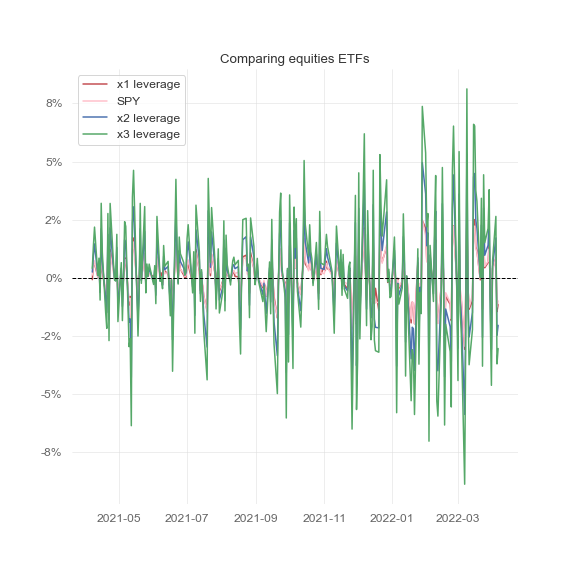 Comparing equities ETFs
x1 leverage
SPY
x2 leverage
x3 leverage
8%
5%
2%
0%
-2%
-5%
-8%
2021-05 2021-07 2021-09 2021-11 2022-01 2022-03